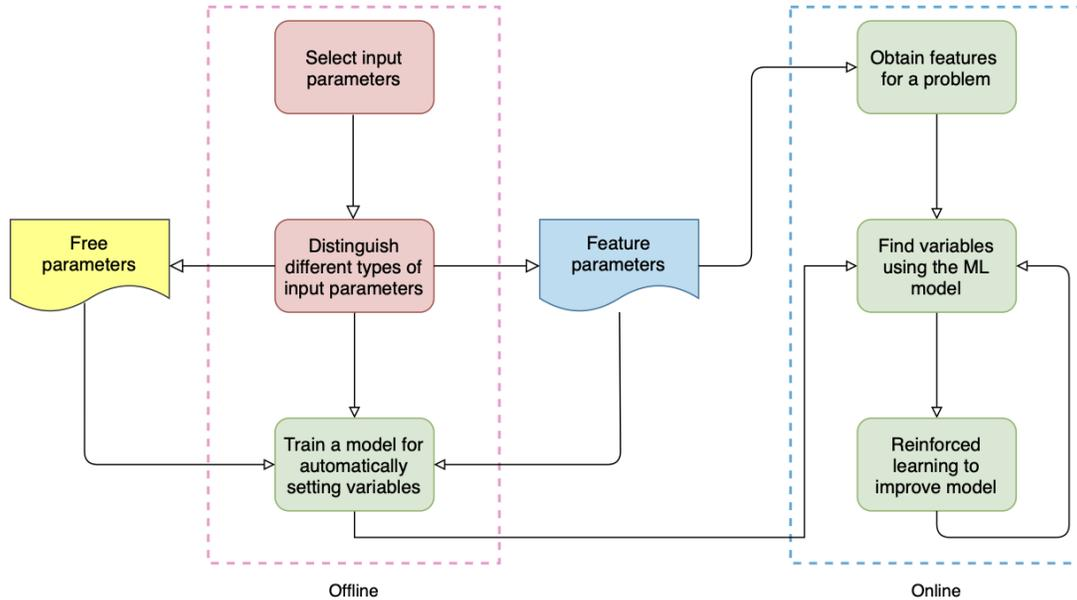 Select input
parameters
Obtain features
for a problem
Free
parameters
Distinguish
different types of
input parameters
Feature
parameters
Find variables
using the ML
model
Train a model for
automatically
setting variables
Reinforced
learning to
improve model
Offline
Online